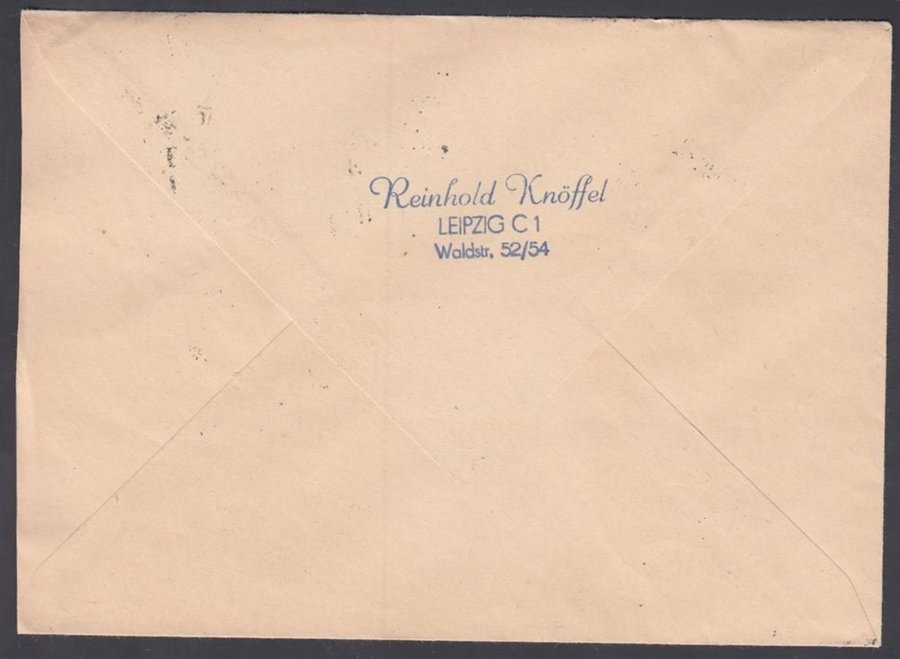 Reinhold Knöffel
LEIPZIG C 1
Waldstr. 52/54